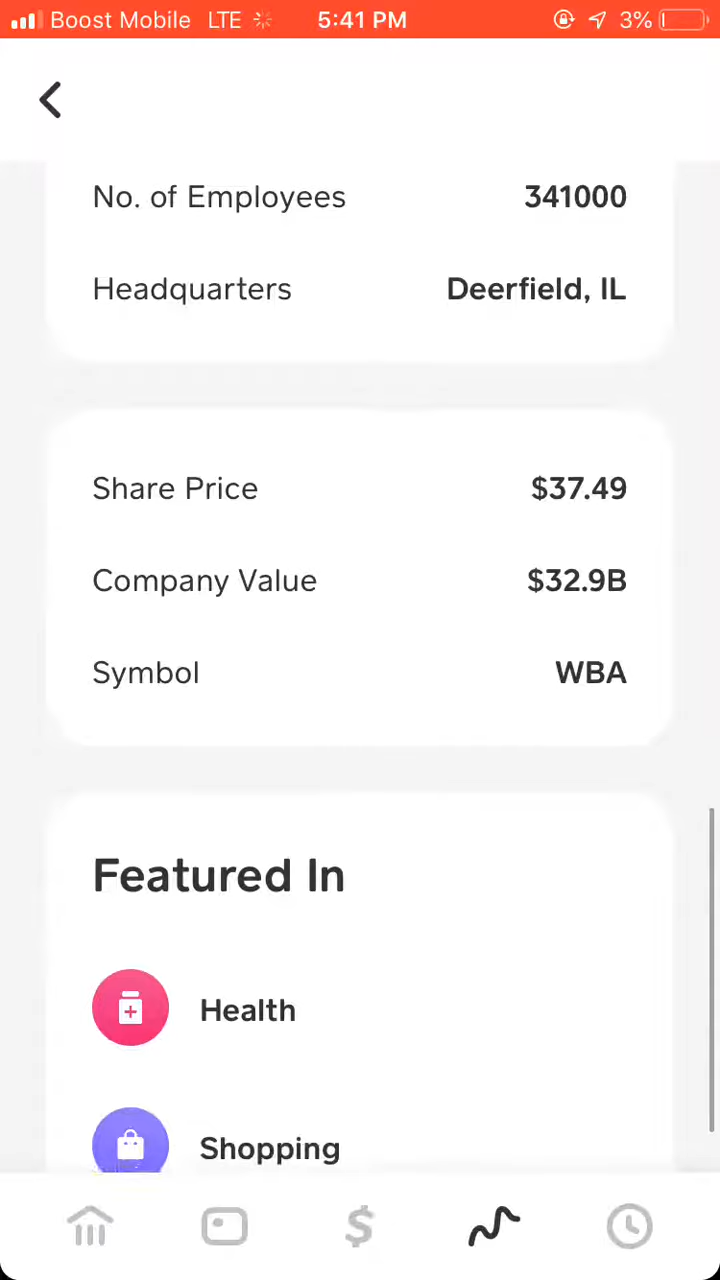 Boost Mobile LTE 5:41 PM 3%
No. of Employees 341000
Headquarters Deerfield, IL
Share Price $37.49
Company Value $32.9B
Symbol WBA
Featured In
Health
Shopping
$